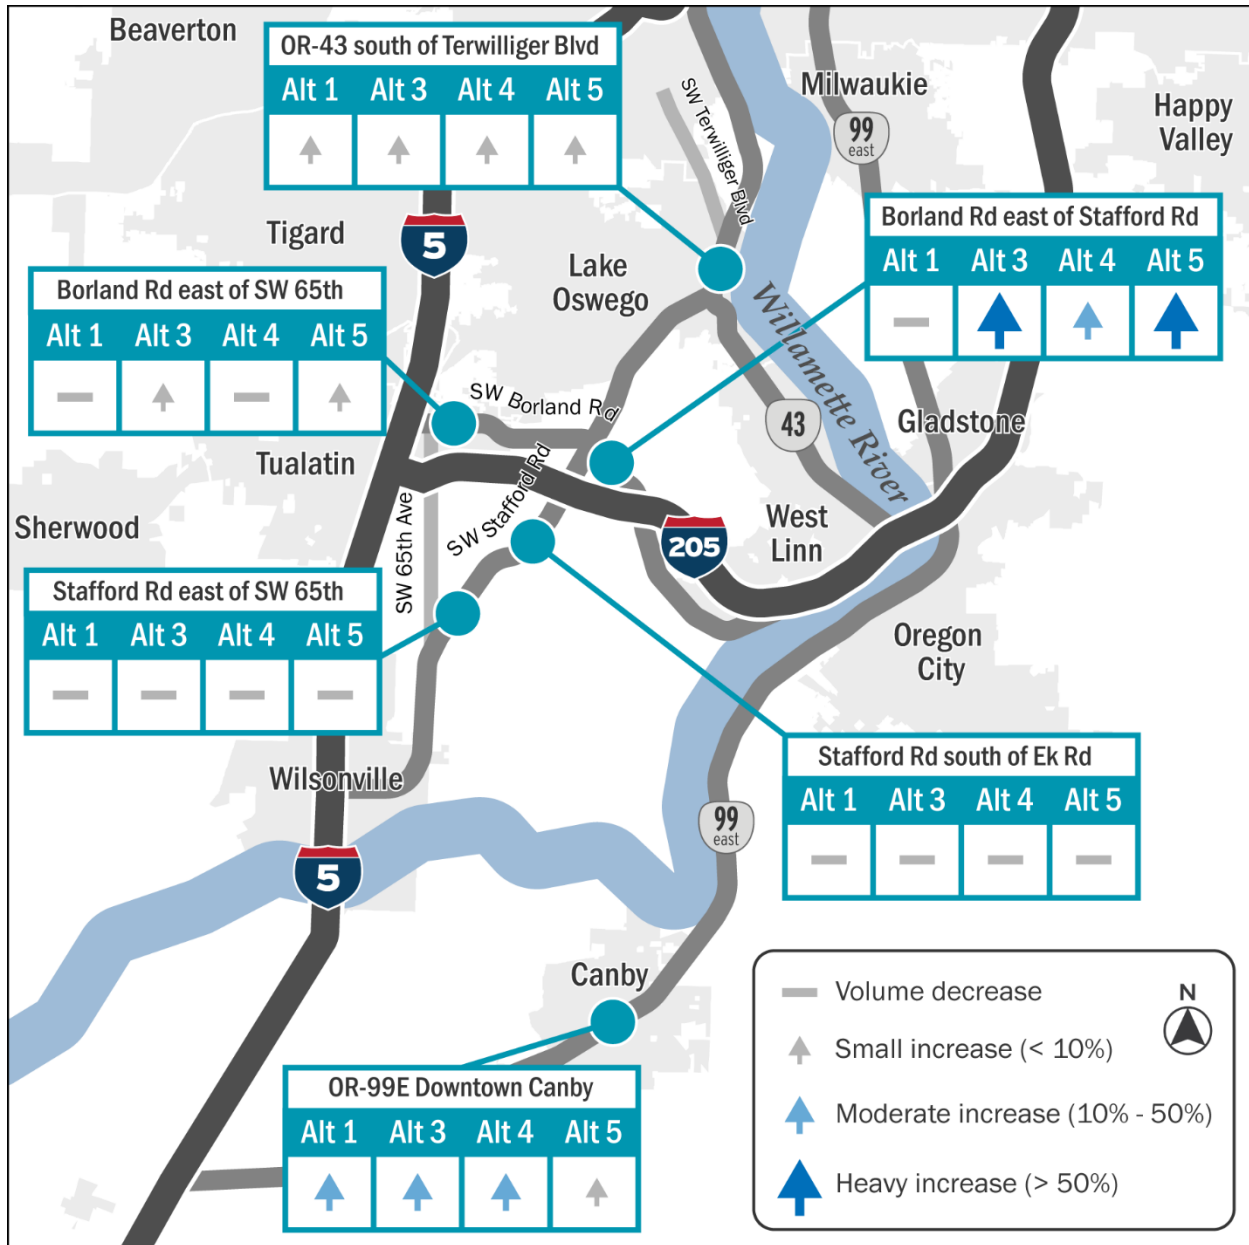 Beaverton
OR-43 south of Terwilliger Blvd
Alt 1 Alt 3 Alt 4 Alt 5
SW Terwilliger Blvd
Milwaukie
99
east
Happy
Valley
Tigard
5
Lake
Oswego
Borland Rd east of Stafford Rd
Alt 1 Alt 3 Alt 4 Alt 5
Borland Rd east of SW 65th
Alt 1 Alt 3 Alt 4 Alt 5
Willamette River
SW Borland Rd
43
Gladstone
Tualatin
Sherwood
SW 65th Ave
SW Stafford Rd
205
West
Linn
Stafford Rd east of SW 65th
Alt 1 Alt 3 Alt 4 Alt 5
Oregon
City
Wilsonville
Stafford Rd south of Ek Rd
Alt 1 Alt 3 Alt 4 Alt 5
99
east
5
Canby
OR-99E Downtown Canby
Alt 1 Alt 3 Alt 4 Alt 5
Volume decrease
N
Small increase (< 10%)
Moderate increase (10% - 50%)
Heavy increase (> 50%)